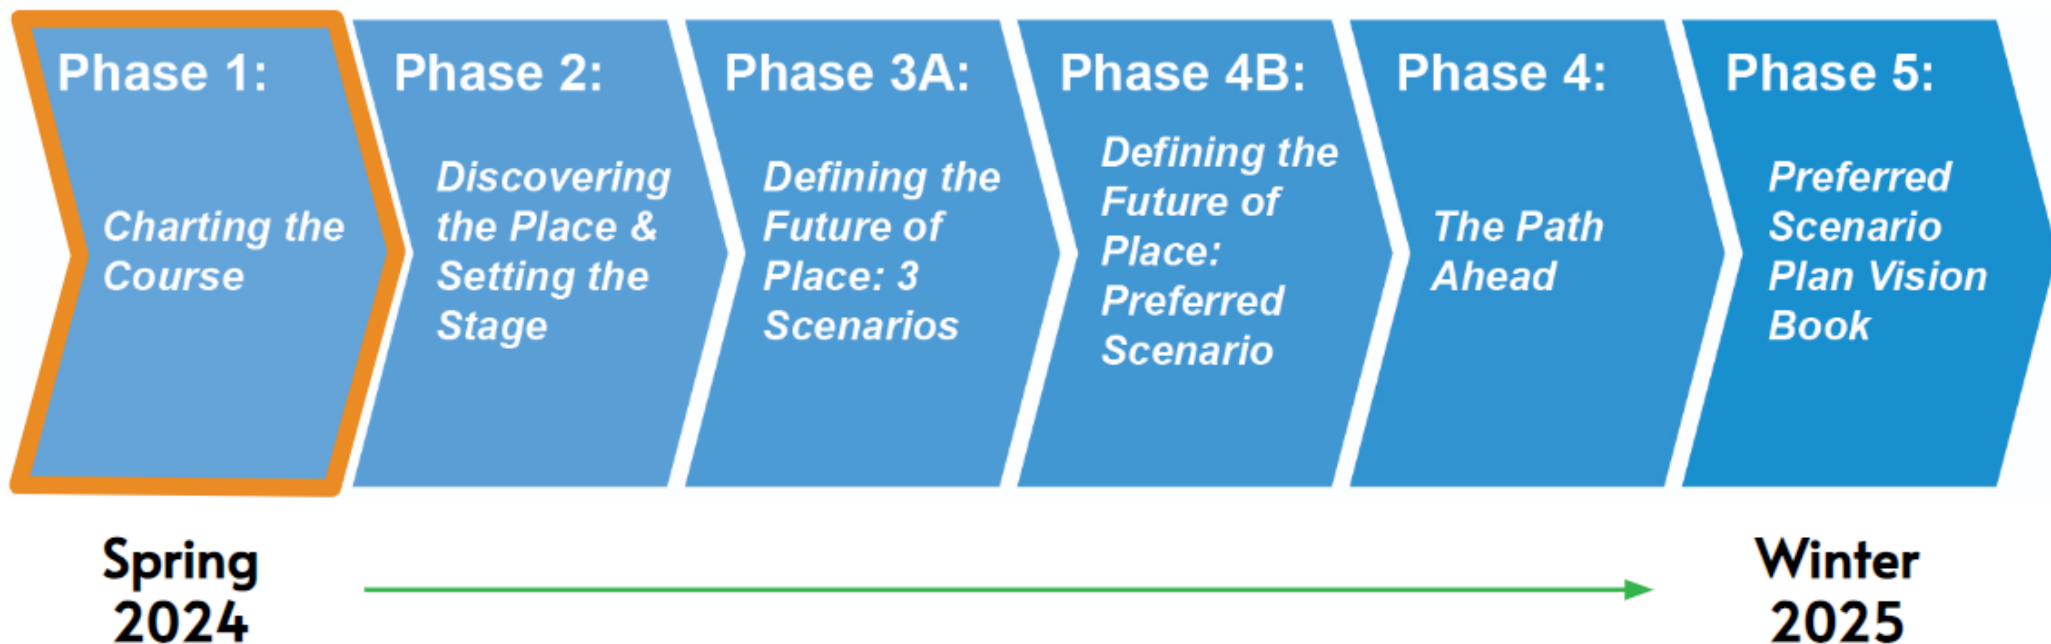 Phase 1:
Charting the
Course
Phase 2:
Discovering
the Place &
Setting the
Stage
Phase 3A:
Defining the
Future of
Place: 3
Scenarios
Phase 4B:
Defining the
Future of
Place:
Preferred
Scenario
Phase 4:
The Path
Ahead
Phase 5:
Preferred
Scenario
Plan Vision
Book
Spring
2024
Winter
2025